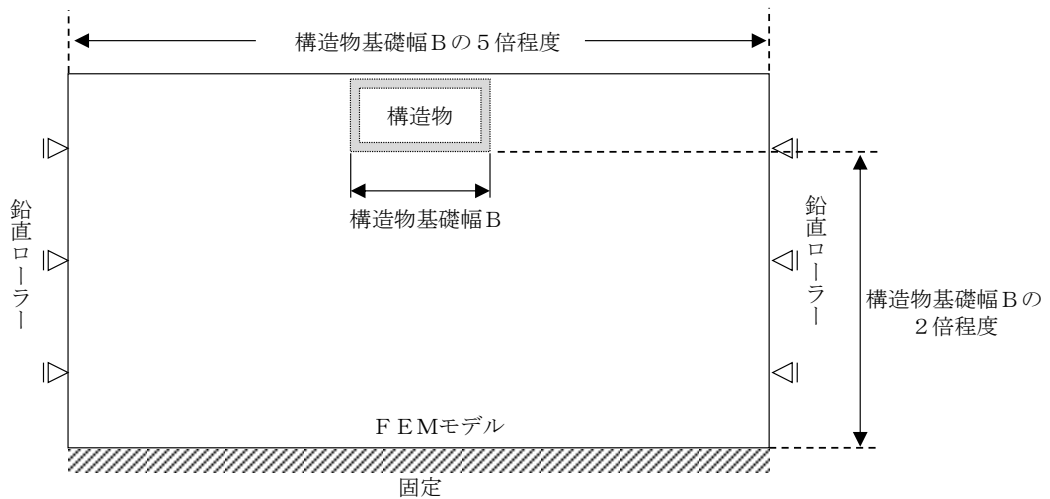 構造物基礎幅Bの5倍程度
構造物
構造物基礎幅B
鉛直ローラー
鉛直ローラー
構造物基礎幅Bの
2倍程度
FEMモデル
固定